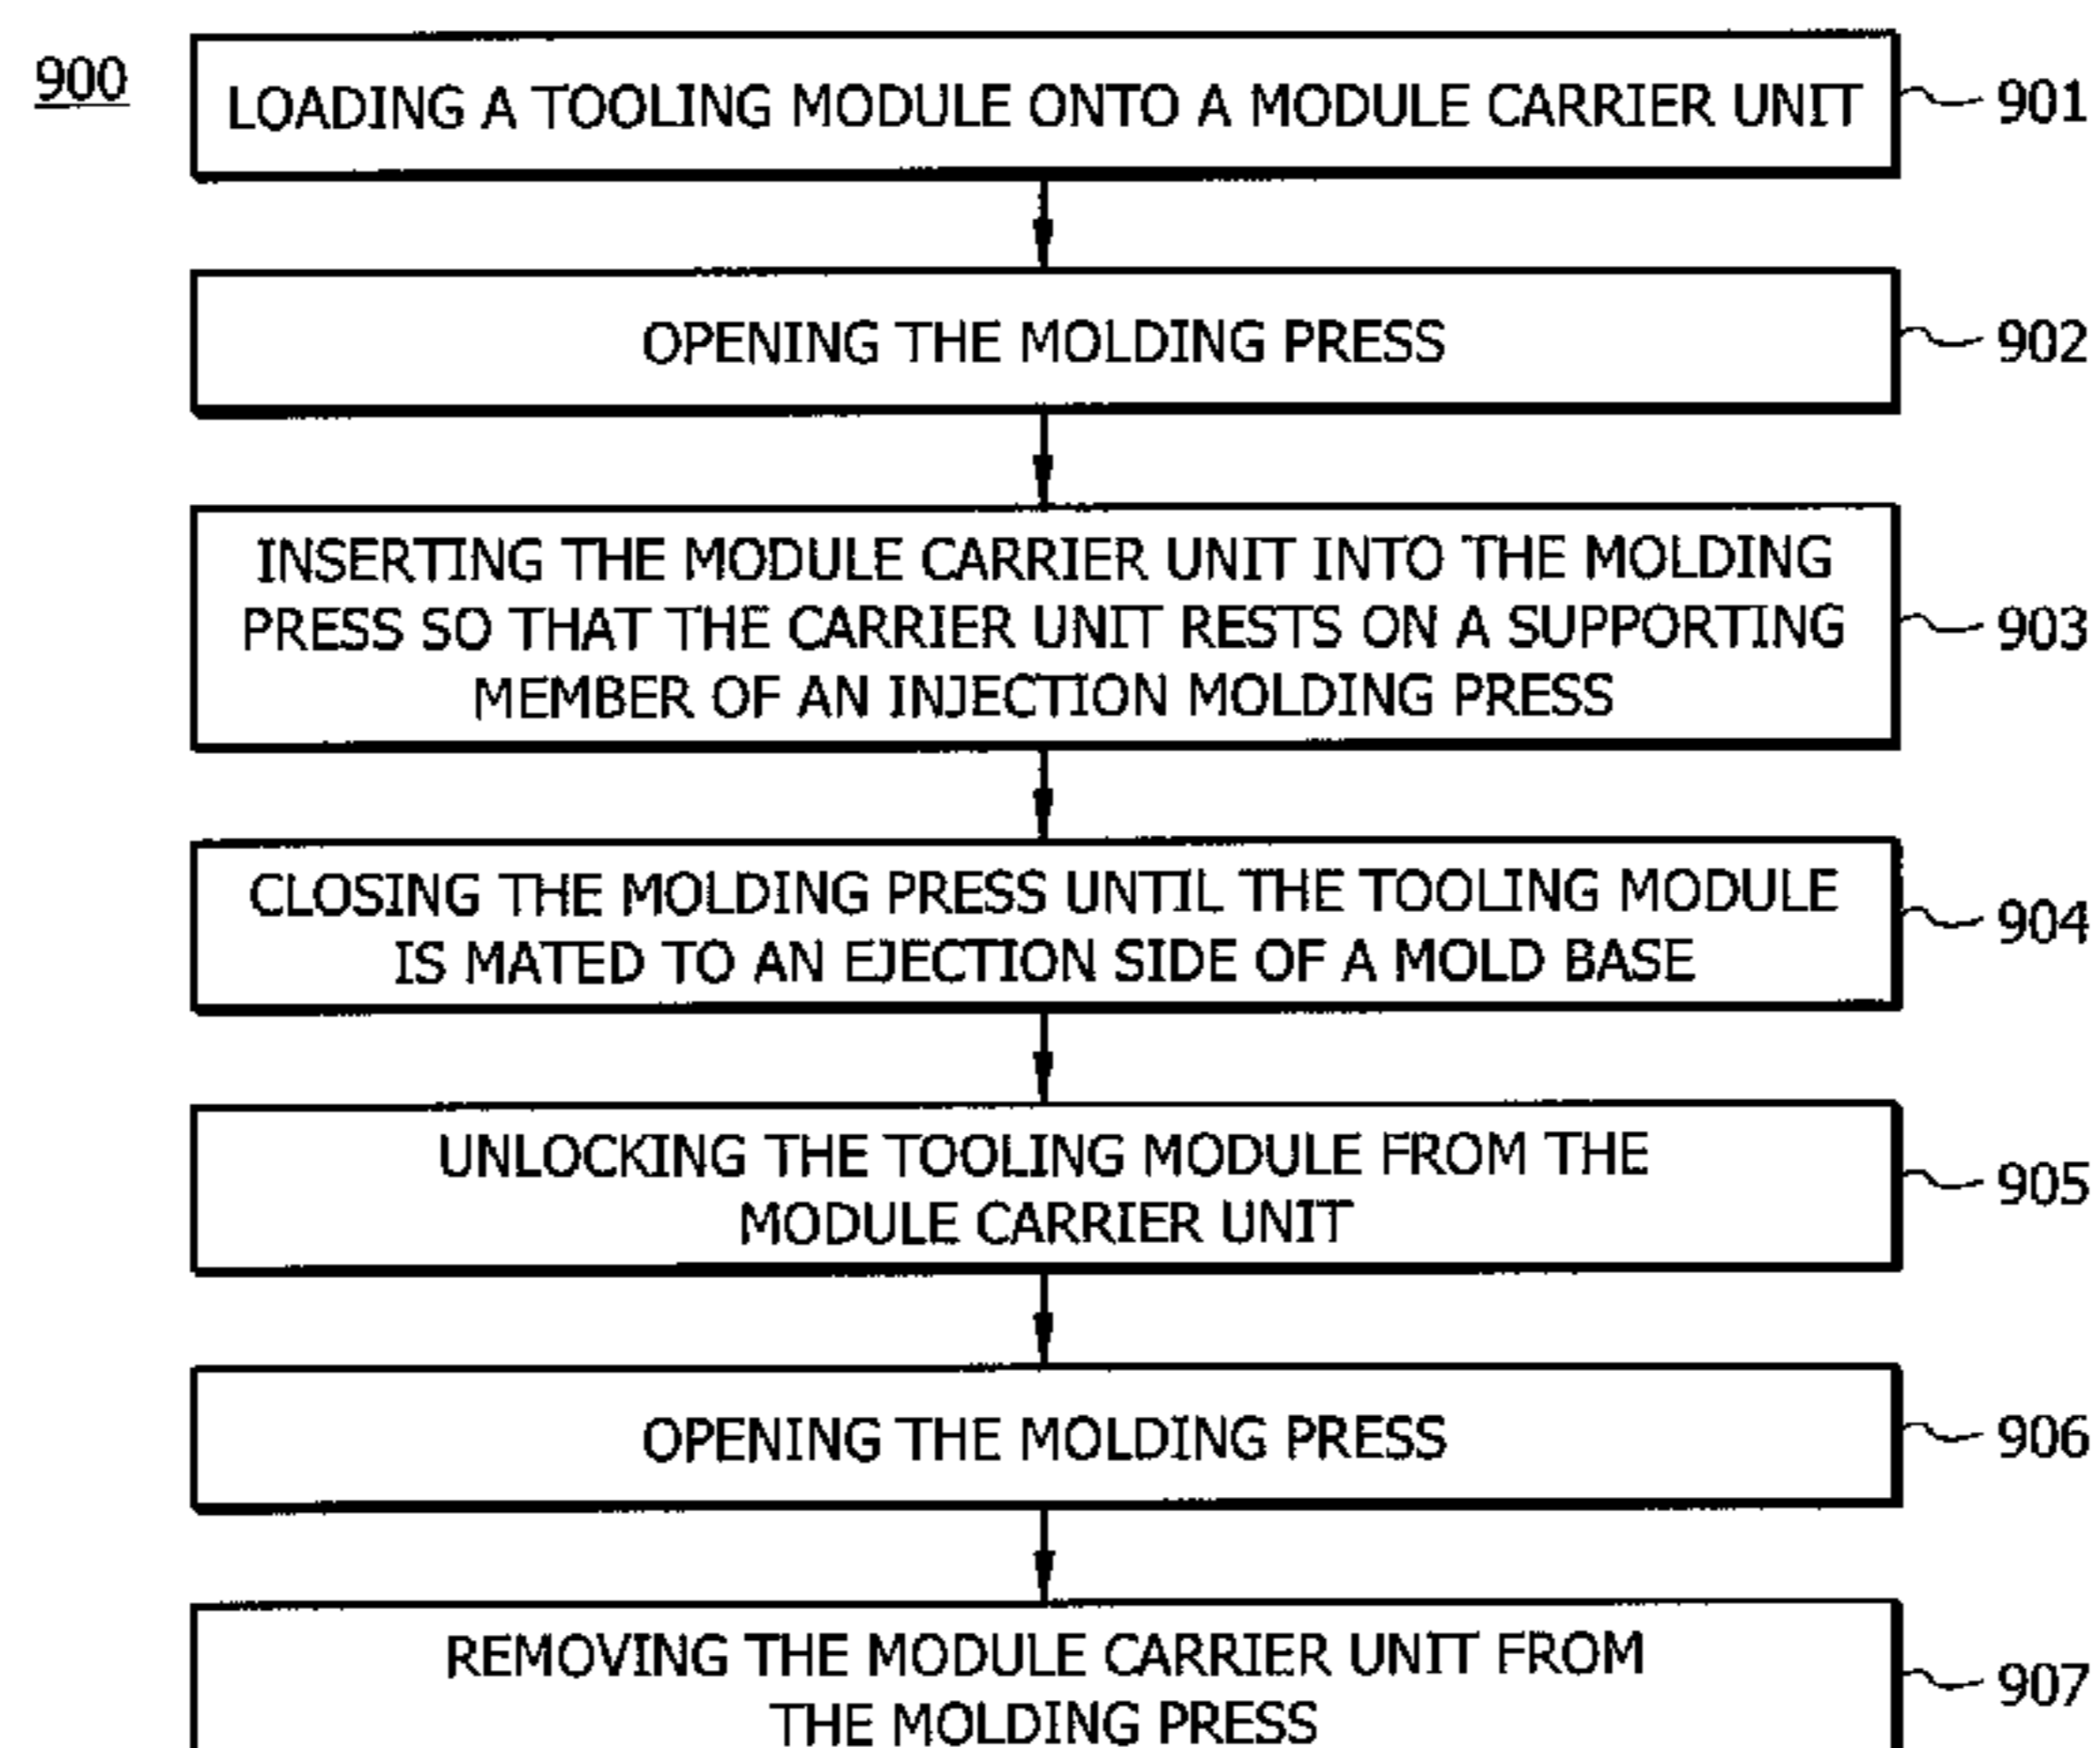 900
LOADING A TOOLING MODULE ONTO A MODULE CARRIER UNIT
901
OPENING THE MOLDING PRESS
902
INSERTING THE MODULE CARRIER UNIT INTO THE MOLDING
PRESS SO THAT THE CARRIER UNIT RESTS ON A SUPPORTING
MEMBER OF AN INJECTION MOLDING PRESS
903
CLOSING THE MOLDING PRESS UNTIL THE TOOLING MODULE
IS MATED TO AN EJECTION SIDE OF A MOLD BASE
904
UNLOCKING THE TOOLING MODULE FROM THE
MODULE CARRIER UNIT
905
OPENING THE MOLDING PRESS
906
REMOVING THE MODULE CARRIER UNIT FROM
THE MOLDING PRESS
907